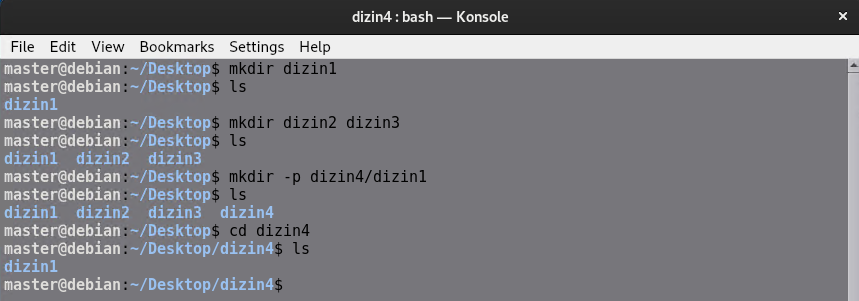 dizin4 : bash — Konsole
File Edit View Bookmarks Settings Help
master@debian:~/Desktop$ mkdir dizin1
master@debian:~/Desktop$ ls
dizin1
master@debian:~/Desktop$ mkdir dizin2 dizin3
master@debian:~/Desktop$ ls
dizin1  dizin2  dizin3
master@debian:~/Desktop$ mkdir -p dizin4/dizin1
master@debian:~/Desktop$ ls
dizin1  dizin2  dizin3  dizin4
master@debian:~/Desktop$ cd dizin4
master@debian:~/Desktop/dizin4$ ls
dizin1
master@debian:~/Desktop/dizin4$